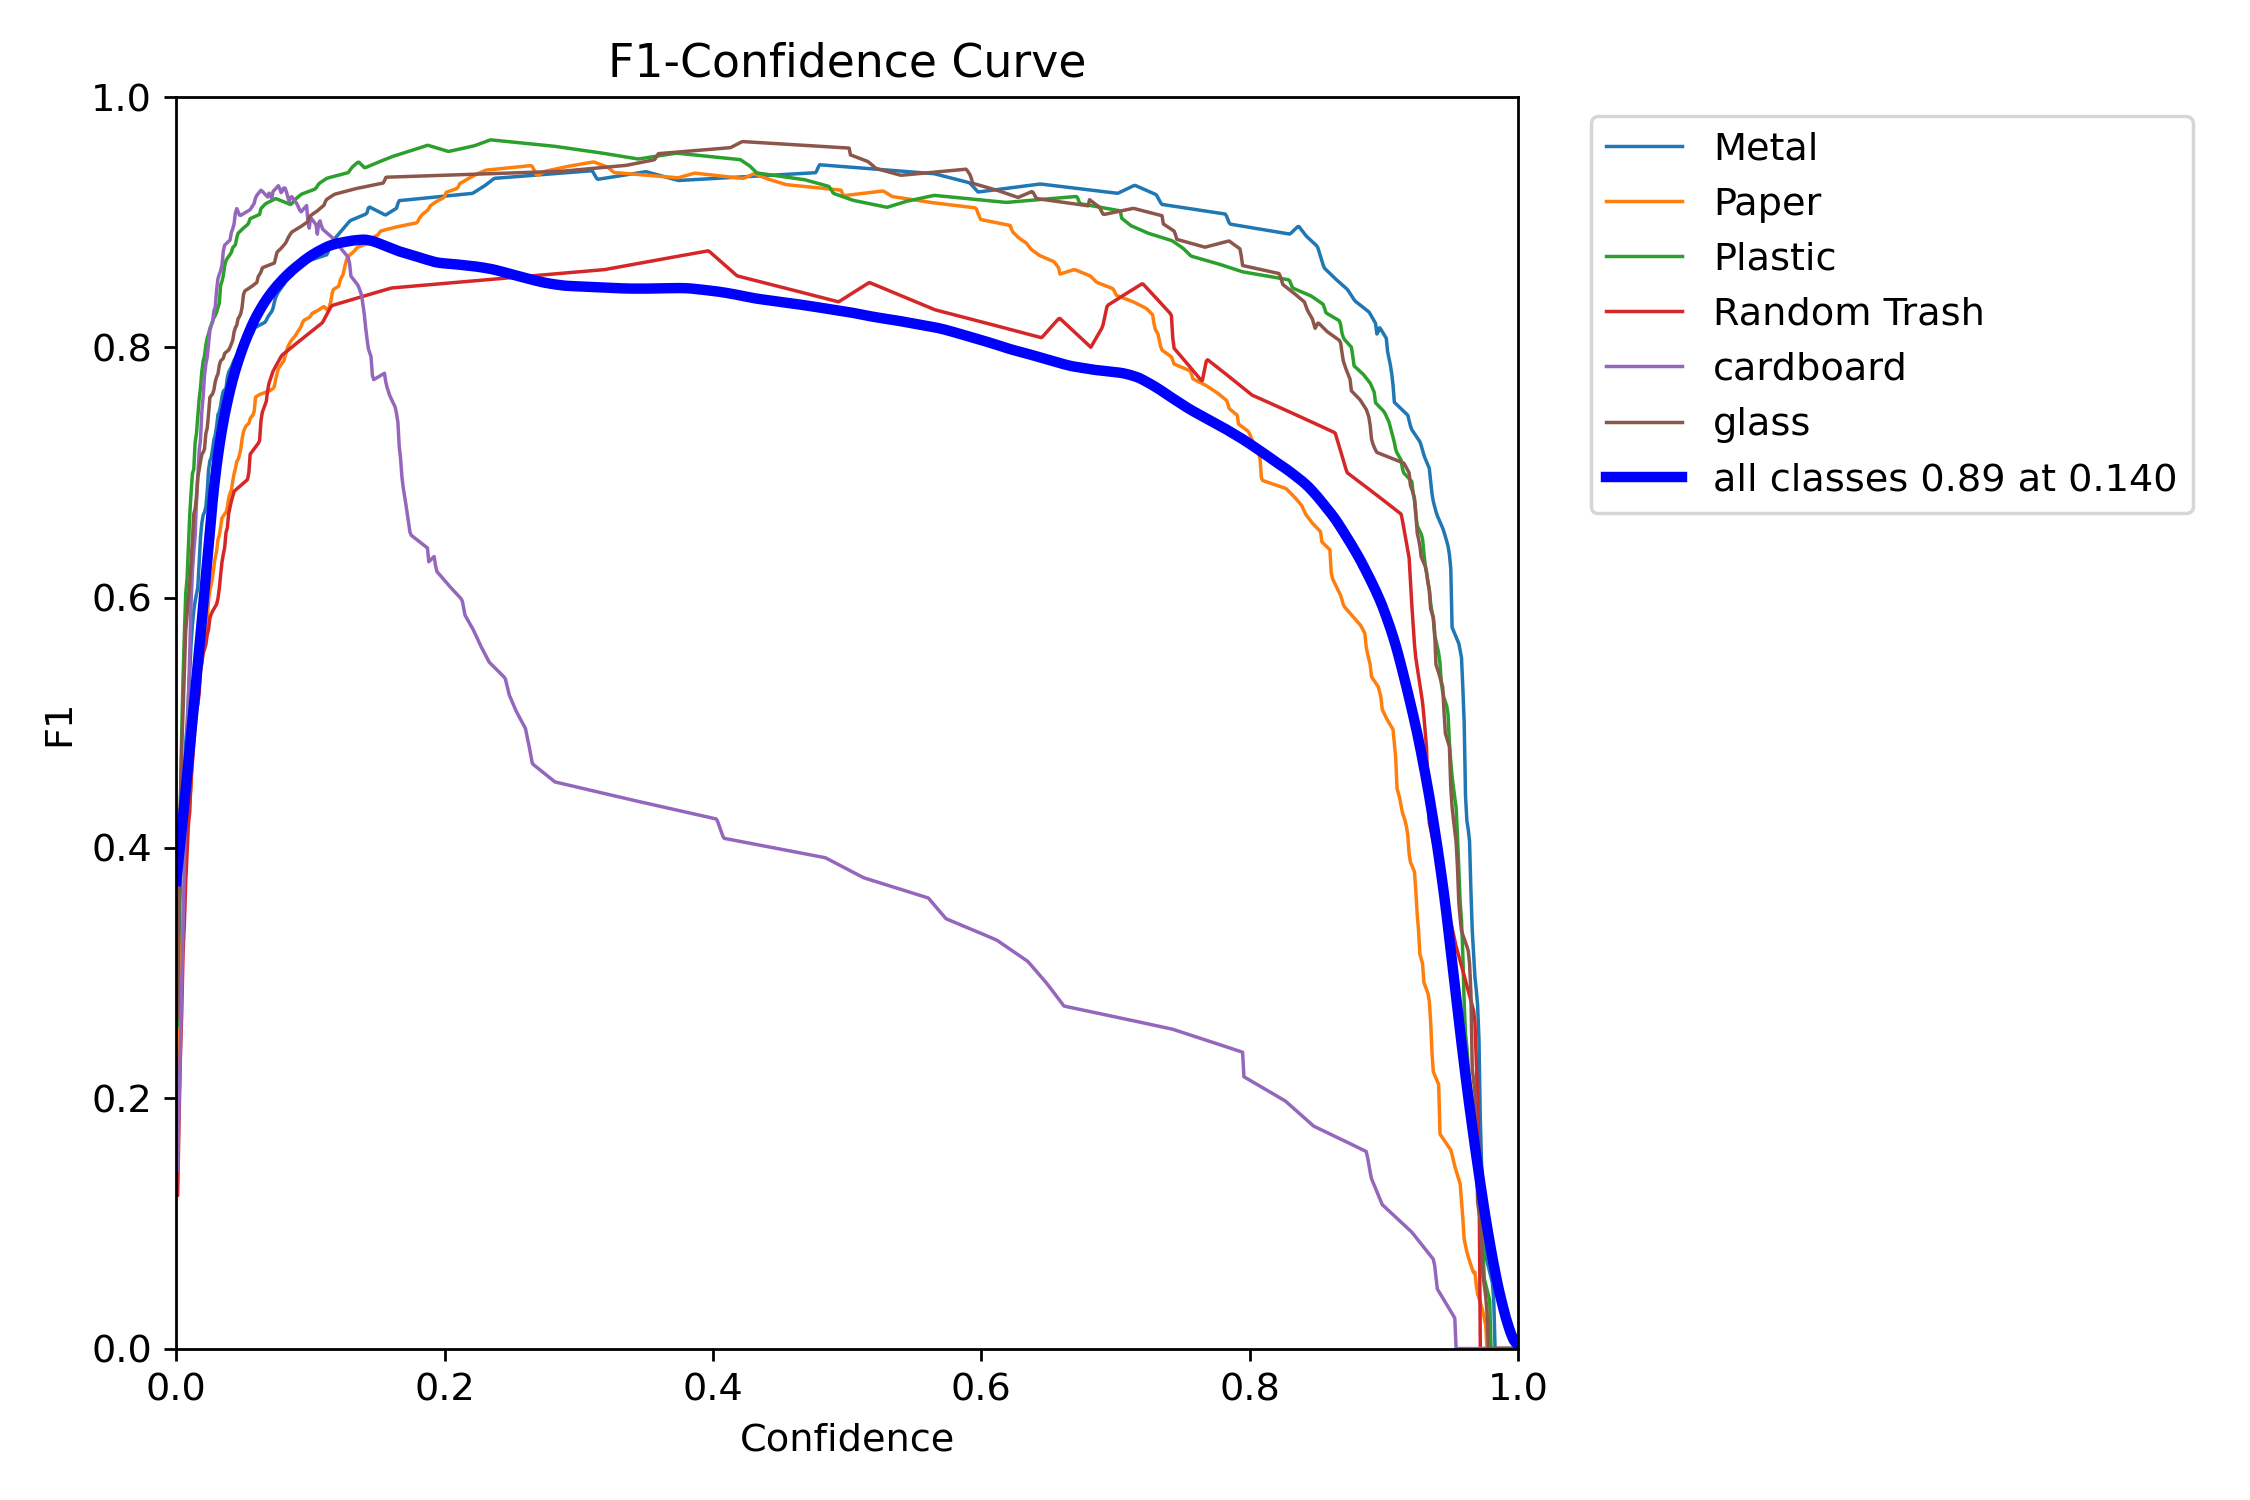 F1-Confidence Curve
1.0
0.8
0.6
0.4
0.2
0.0
F1
0.0 0.2 0.4 0.6 0.8 1.0
Confidence
Metal
Paper
Plastic
Random Trash
cardboard
glass
all classes 0.89 at 0.140